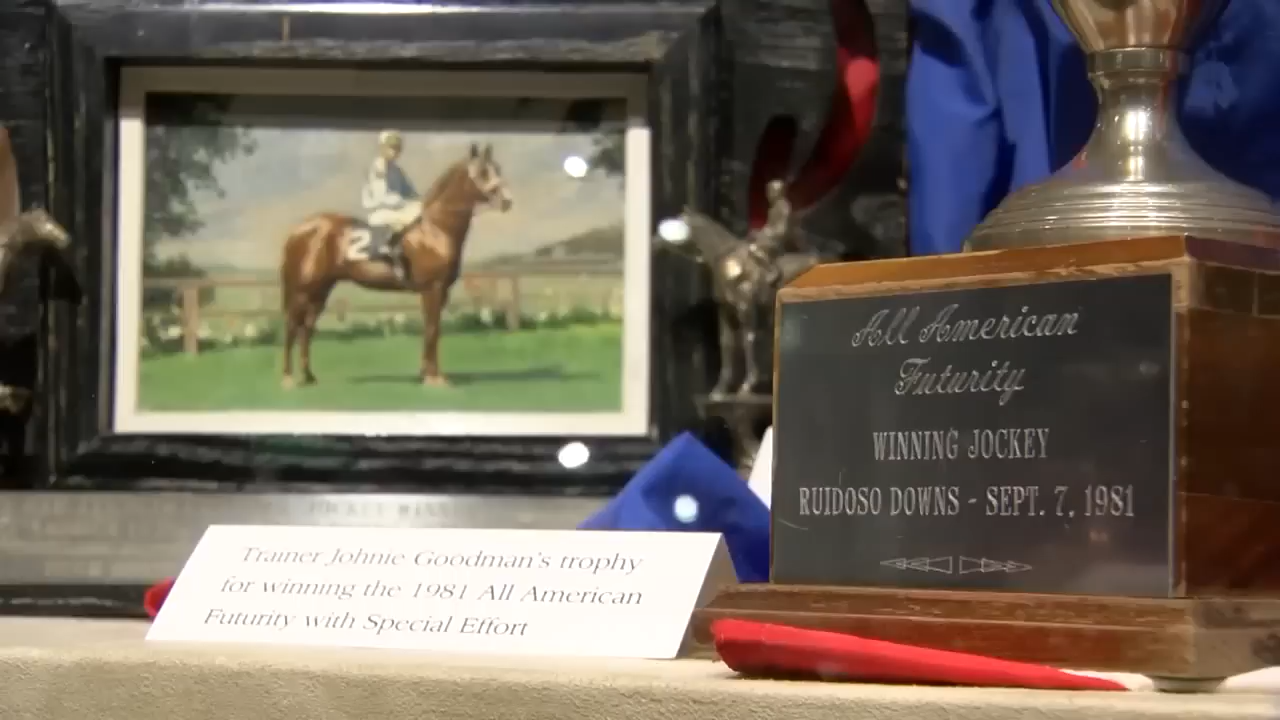 2
All American
Futurity
WINNING JOCKEY
RUIDOSO DOWNS - SEPT. 7, 1981
Trainer Johnie Goodman's trophy
for winning the 1981 All American
Futurity with Special Effort